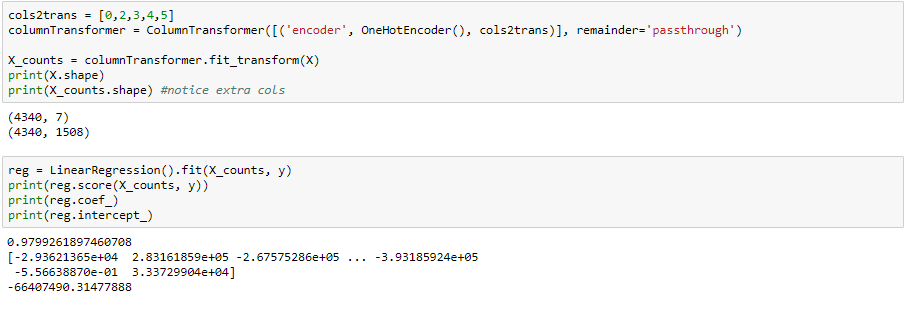 cols2trans = [0,2,3,4,5]
columnTransformer = ColumnTransformer([('encoder', OneHotEncoder(), cols2trans)], remainder='passthrough')
X_counts = columnTransformer.fit_transform(X)
print(X.shape)
print(X_counts.shape) #notice extra cols
(4340, 7)
(4340, 1508)
reg = LinearRegression().fit(X_counts, y)
print(reg.score(X_counts, y))
print(reg.coef_)
print(reg.intercept_)
0.9799261897460708
[-2.93621365e+04  2.83161859e+05 -2.67575286e+05 ... -3.93185924e+05
 -5.56638870e-01  3.33729904e+04]
-66407490.31477888